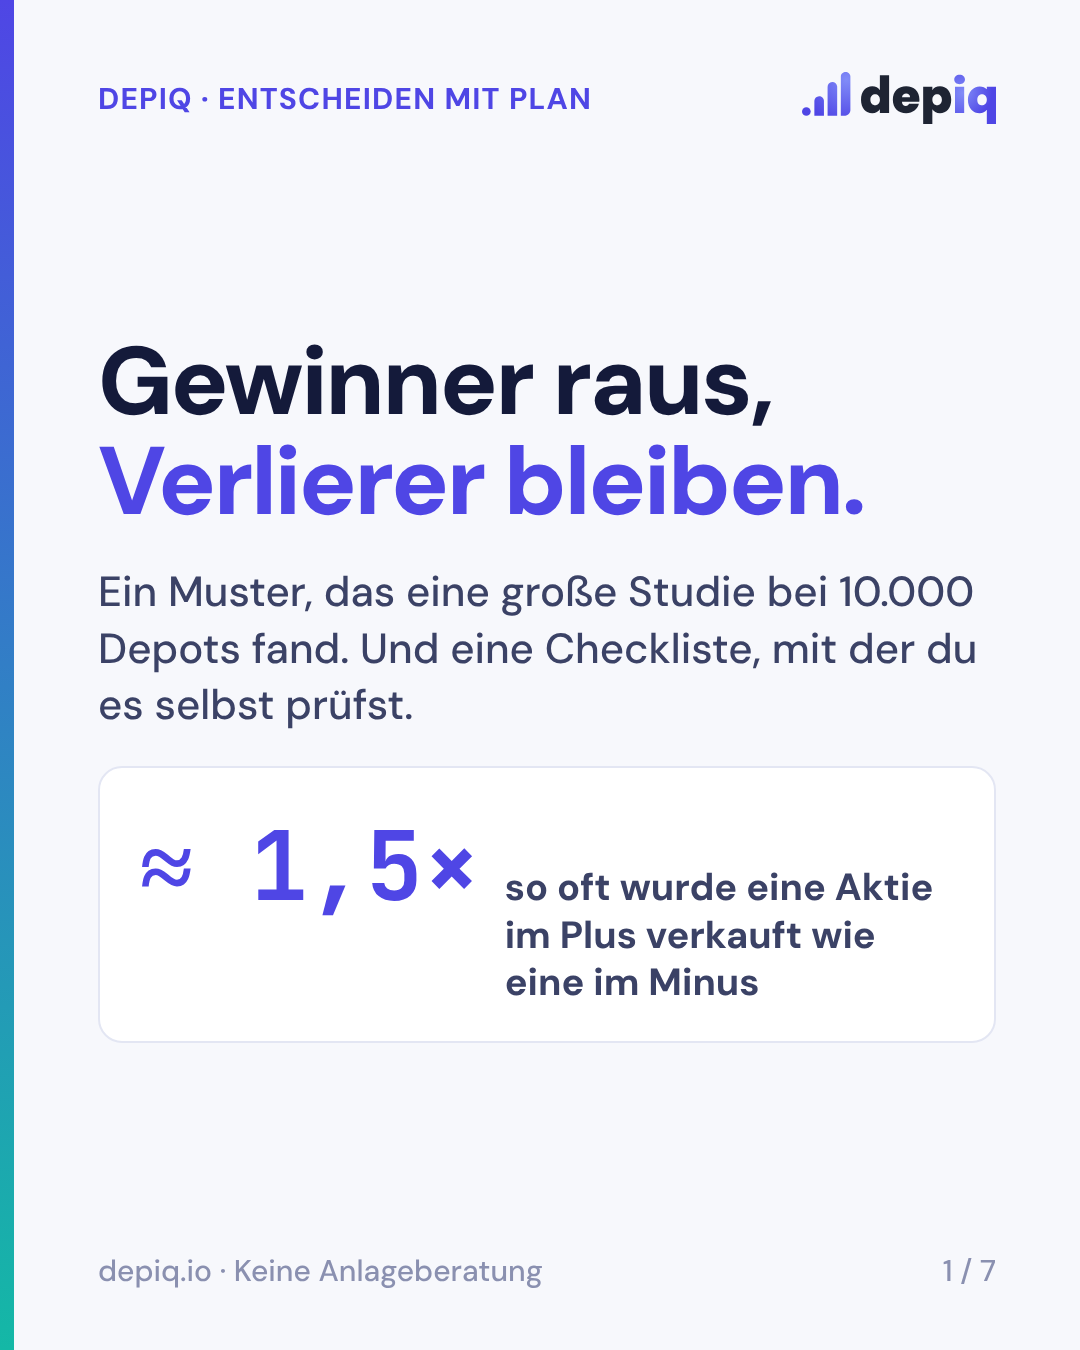 DEPIQ · ENTSCHEIDEN MIT PLAN
depiq
Gewinner raus,
Verlierer bleiben.
Ein Muster, das eine große Studie bei 10.000
Depots fand. Und eine Checkliste, mit der du
es selbst prüfst.
≈ 1,5×
so oft wurde eine Aktie
im Plus verkauft wie
eine im Minus
depiq.io · Keine Anlageberatung
1 / 7